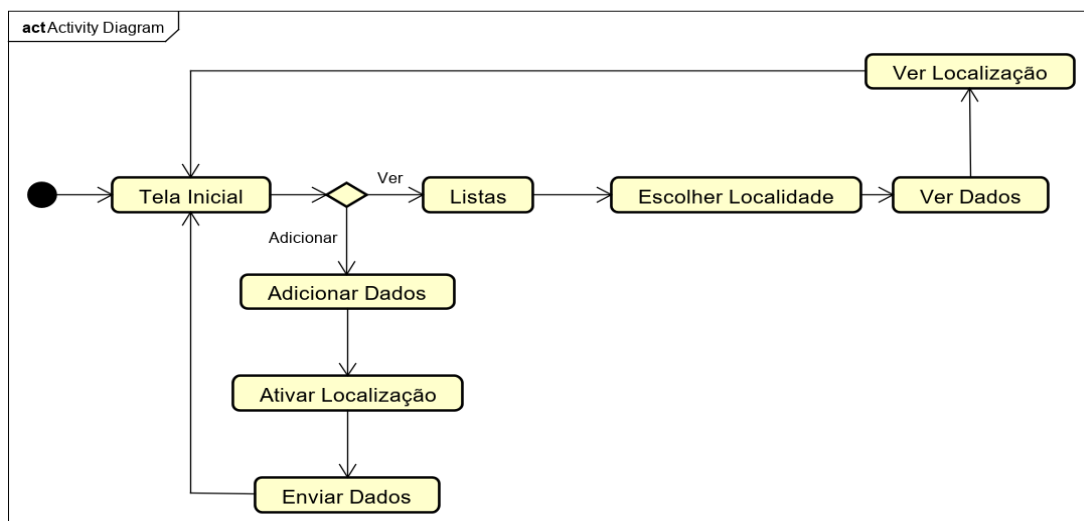 act Activity Diagram
Ver Localização
Ver
Tela Inicial
Listas
Escolher Localidade
Ver Dados
Adicionar
Adicionar Dados
Ativar Localização
Enviar Dados